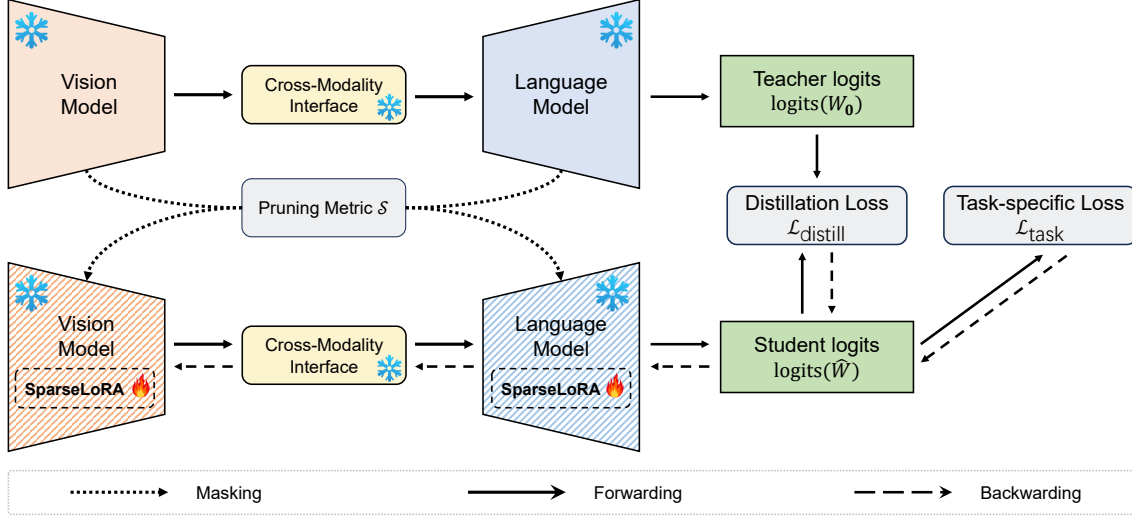 Vision
Model
Cross-Modality
Interface
Language
Model
Teacher logits
logits(W₀)
Pruning Metric 𝒮
Distillation Loss
ℒdistill
Task-specific Loss
ℒtask
Vision
Model
SparseLoRA
Cross-Modality
Interface
Language
Model
SparseLoRA
Student logits
logits(Ŵ)
Masking
Forwarding
Backwarding